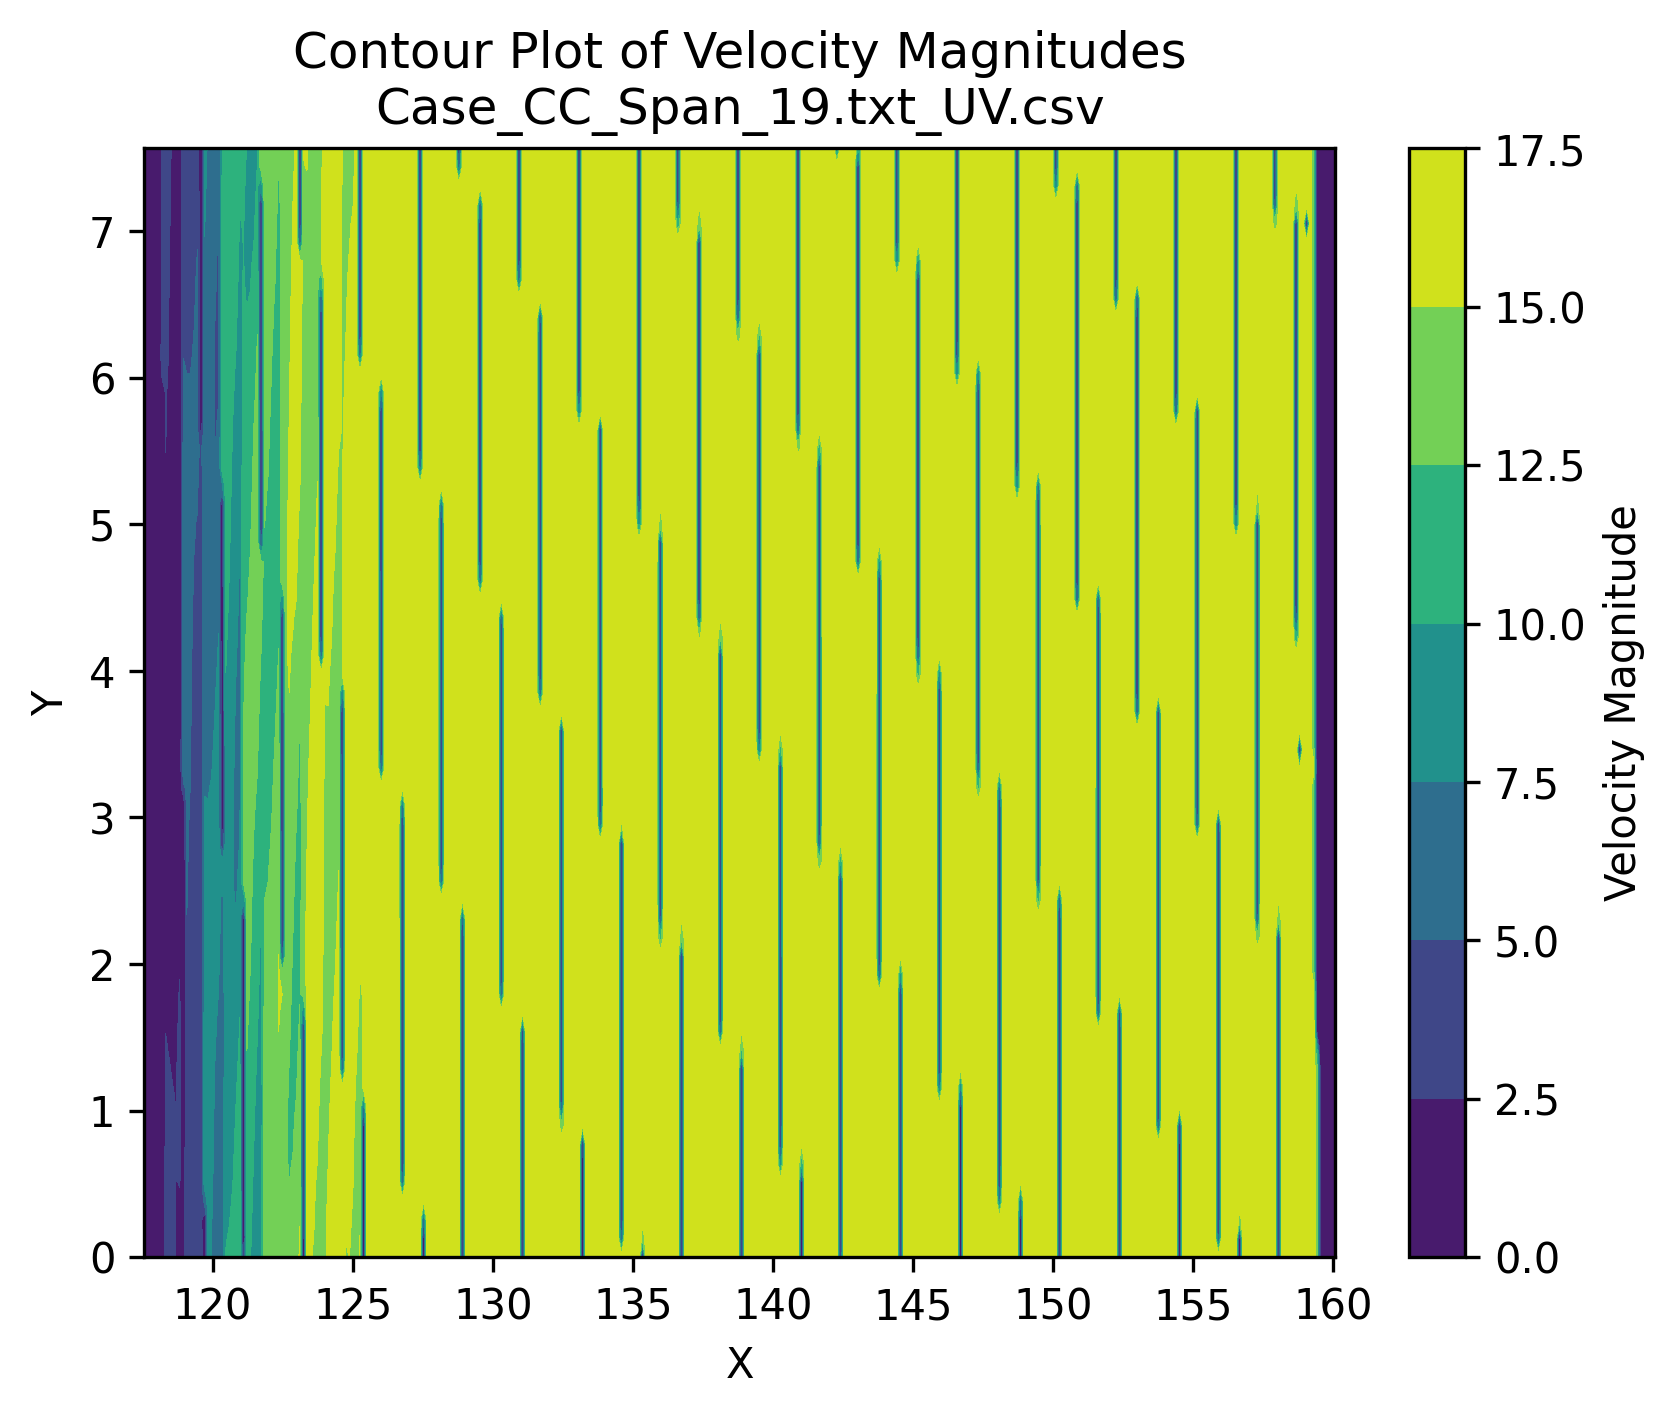 Contour Plot of Velocity Magnitudes
Case_CC_Span_19.txt_UV.csv
7
6
5
4
3
2
1
0
Y
120 125 130 135 140 145 150 155 160
X
17.5
15.0
12.5
10.0
7.5
5.0
2.5
0.0
Velocity Magnitude